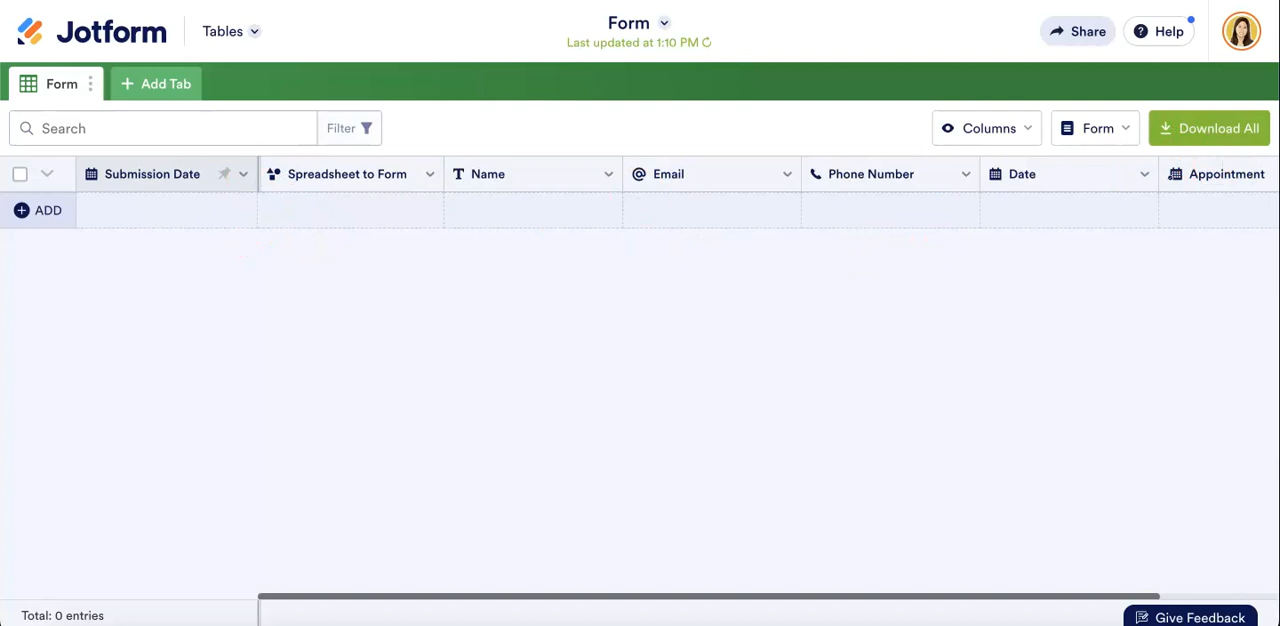 Jotform
Tables
Form
Last updated at 1:10 PM
Share
Help
Form
Add Tab
Search
Filter
Columns
Form
Download All
Submission Date
Spreadsheet to Form
Name
Email
Phone Number
Date
Appointment
ADD
Total: 0 entries
Give Feedback